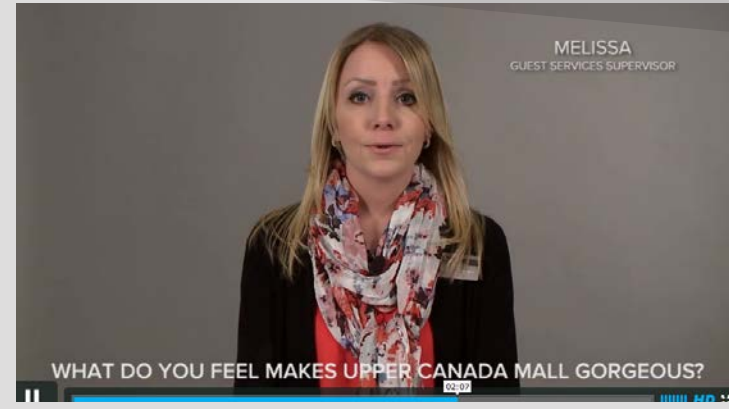 MELISSA
GUEST SERVICES SUPERVISOR
WHAT DO YOU FEEL MAKES UPPER CANADA MALL GORGEOUS?
02:07
HD